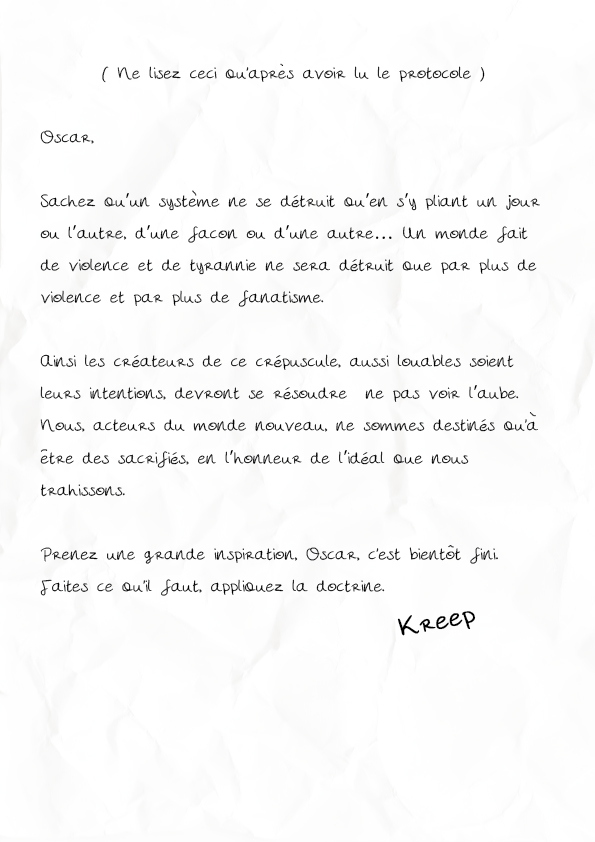 ( Ne lisez ceci qu'après avoir lu le protocole )
Oscar,
Sachez qu'un système ne se détruit qu'en s'y pliant un jour
ou l'autre, d'une facon ou d'une autre... Un monde fait
de violence et de tyrannie ne sera détruit que par plus de
violence et par plus de fanatisme.
Ainsi les créateurs de ce crépuscule, aussi louables soient
leurs intentions, devront se résoudre ne pas voir l'aube.
Nous, acteurs du monde nouveau, ne sommes destinés qu'à
être des sacrifiés, en l'honneur de l'idéal que nous
trahissons.
Prenez une grande inspiration, Oscar, c'est bientôt fini.
Faites ce qu'il faut, appliquez la doctrine.
Kreep